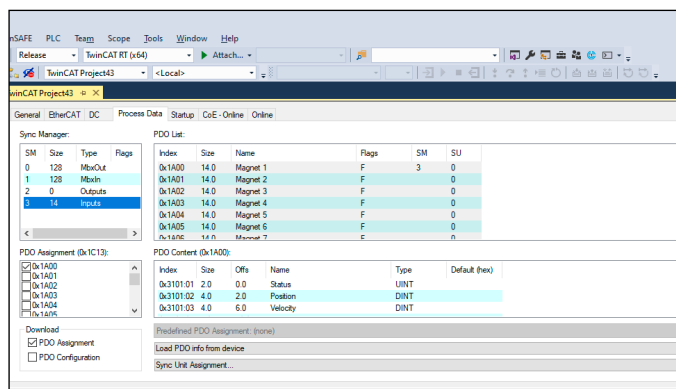 nSAFE PLC Team Scope Tools Window Help
Release TwinCAT RT (x64) Attach...
TwinCAT Project43 <Local>
winCAT Project43
General EtherCAT DC Process Data Startup CoE - Online Online
Sync Manager:
SM Size Type Flags
0 128 MbxOut
1 128 MbxIn
2 0 Outputs
3 14 Inputs
PDO List:
Index Size Name Flags SM SU
0x1A00 14.0 Magnet 1 F 3 0
0x1A01 14.0 Magnet 2 F 0
0x1A02 14.0 Magnet 3 F 0
0x1A03 14.0 Magnet 4 F 0
0x1A04 14.0 Magnet 5 F 0
0x1A05 14.0 Magnet 6 F 0
0x1A06 14.0 Magnet 7 F 0
PDO Assignment (0x1C13):
0x1A00
0x1A01
0x1A02
0x1A03
0x1A04
0x1A05
PDO Content (0x1A00):
Index Size Offs Name Type Default (hex)
0x3101:01 2.0 0.0 Status UINT
0x3101:02 4.0 2.0 Position DINT
0x3101:03 4.0 6.0 Velocity DINT
Download
PDO Assignment
PDO Configuration
Predefined PDO Assignment: (none)
Load PDO info from device
Sync Unit Assignment...